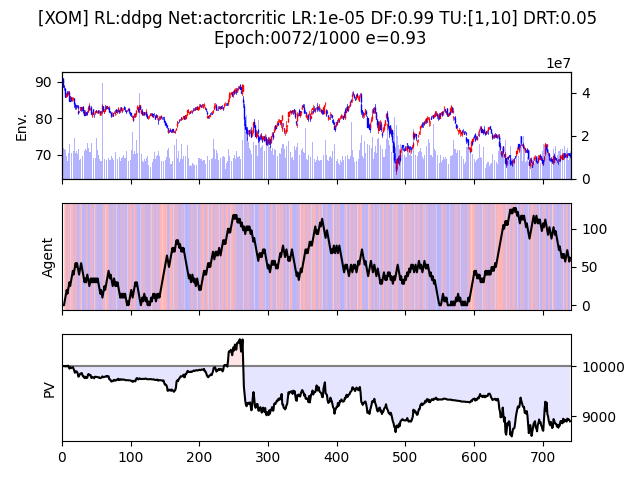 [XOM] RL:ddpg Net:actorcritic LR:1e-05 DF:0.99 TU:[1,10] DRT:0.05
Epoch:0072/1000 e=0.93
1e7
90
80
70
Env.
4
2
0
Agent
100
50
0
PV
10000
9000
0 100 200 300 400 500 600 700